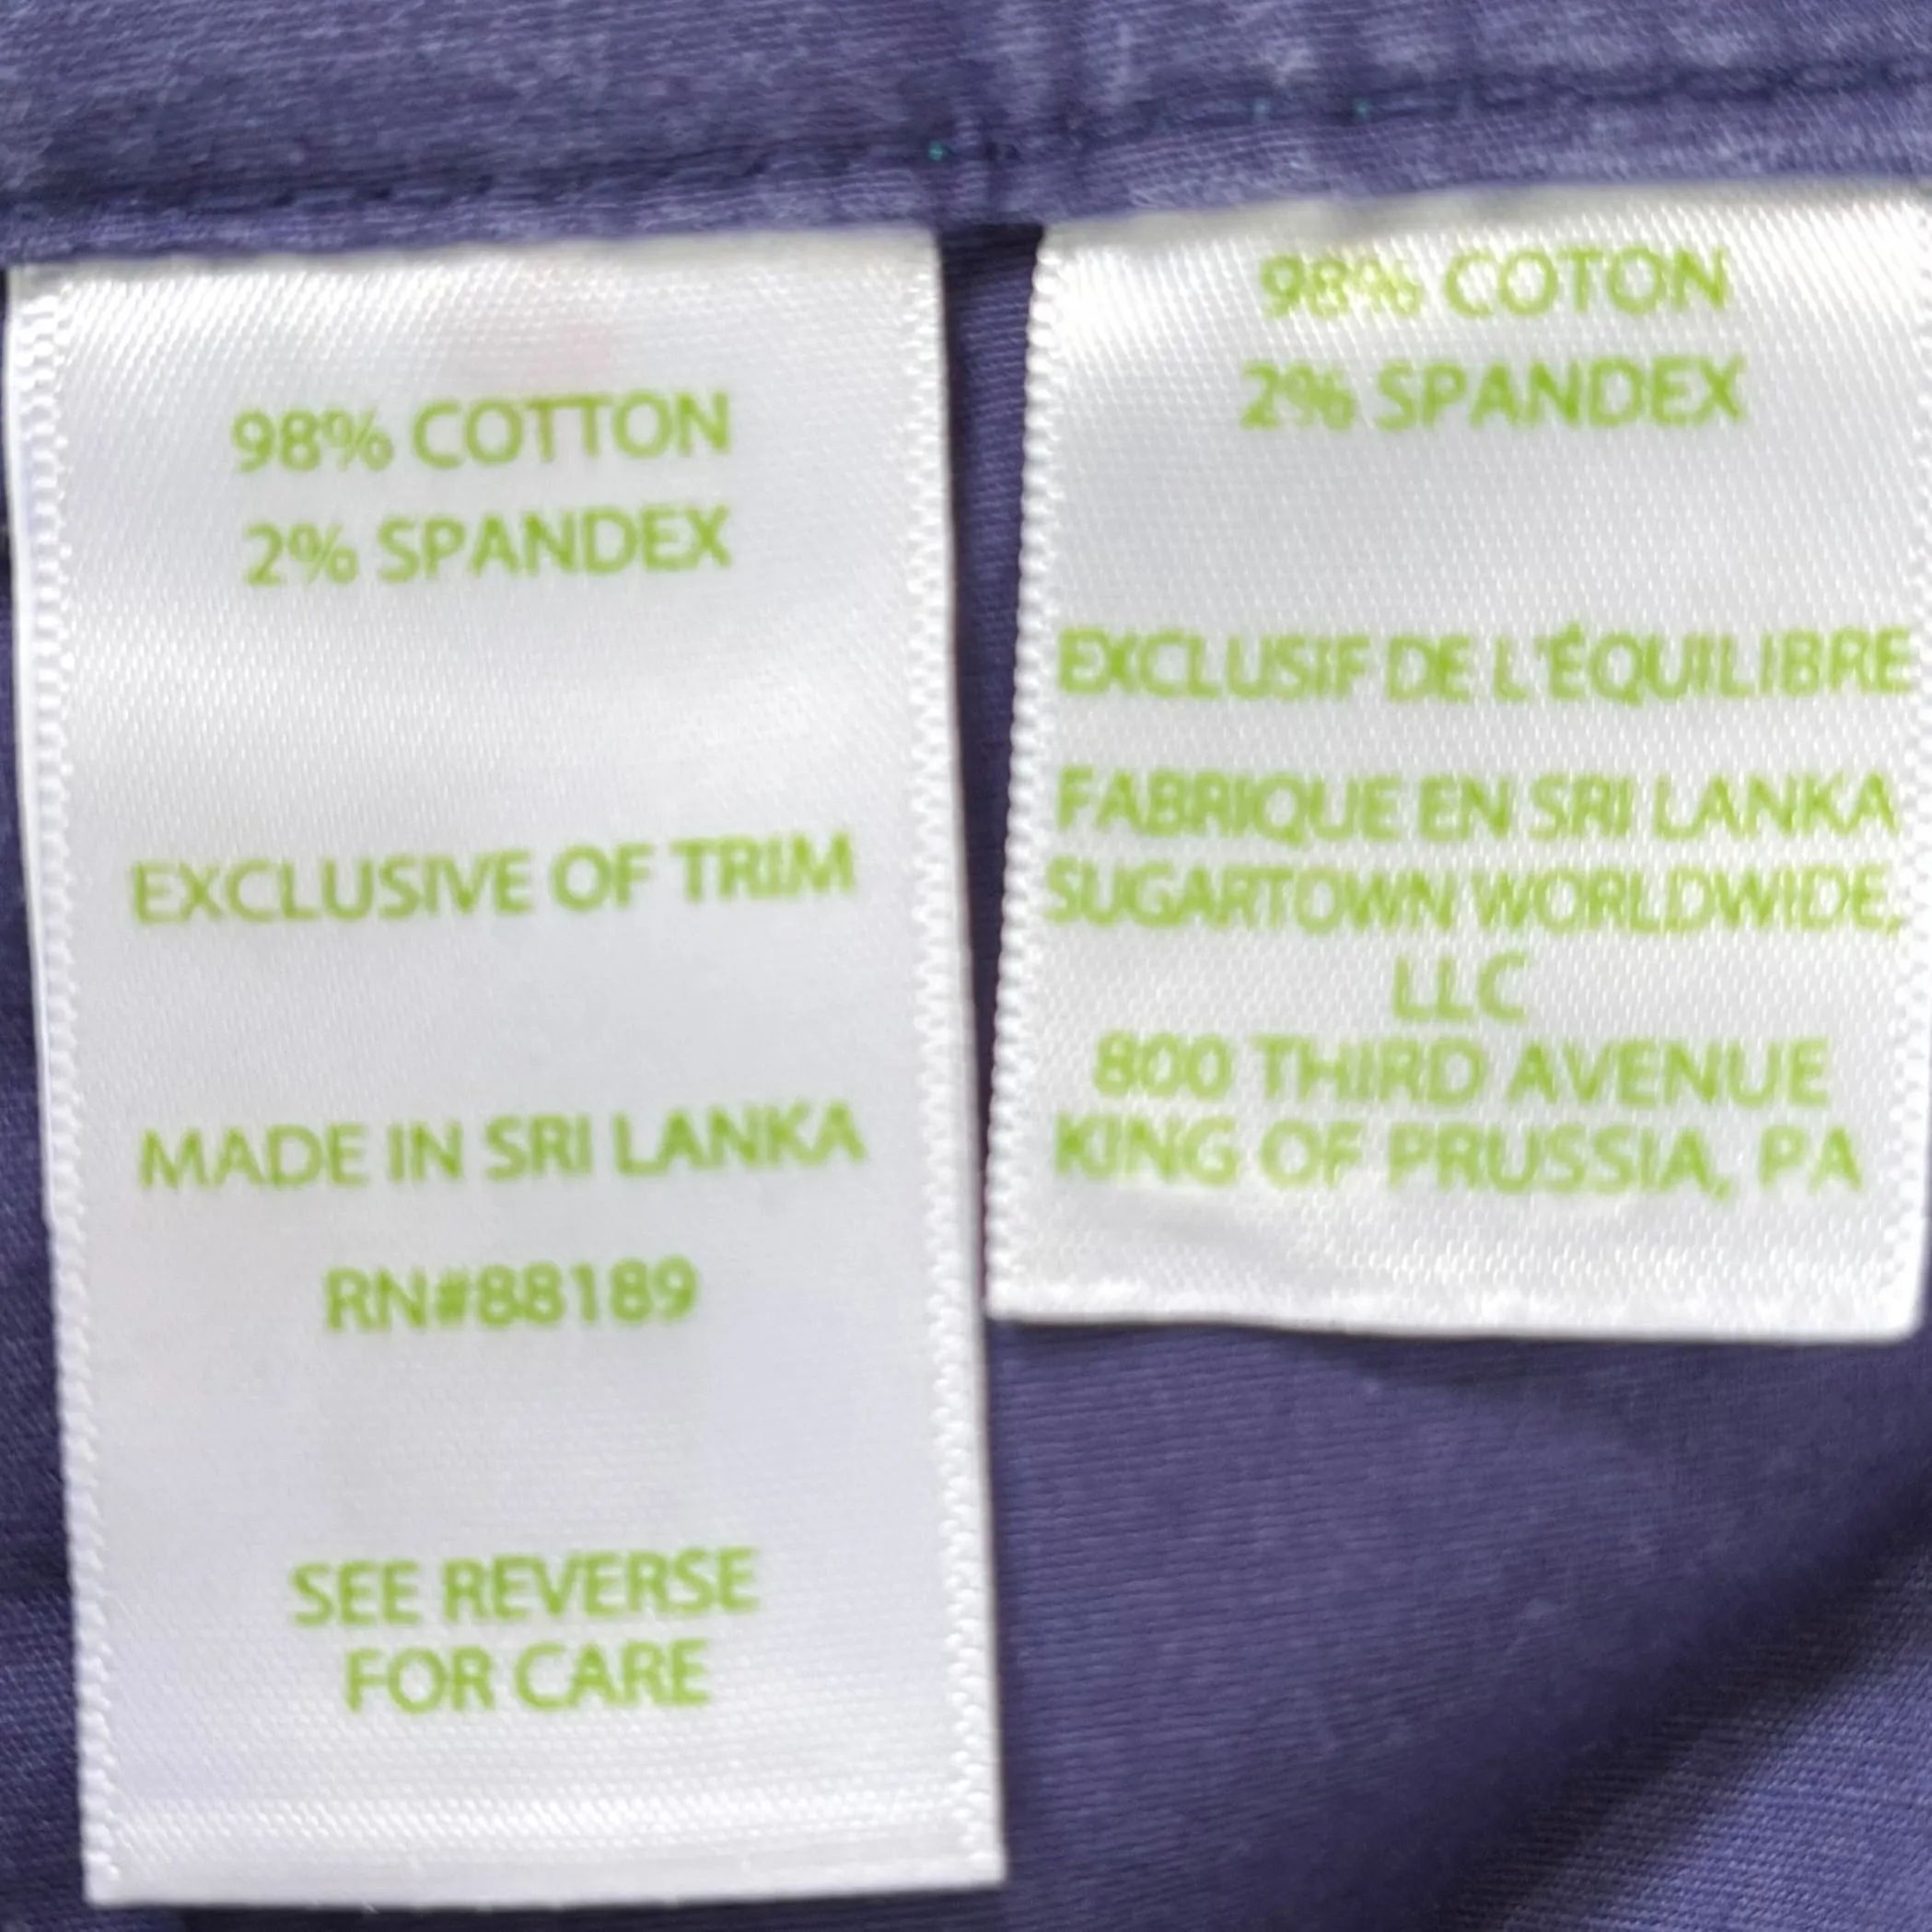 98% COTTON
2% SPANDEX
EXCLUSIVE OF TRIM
MADE IN SRI LANKA
RN#88189
SEE REVERSE
FOR CARE
98% COTON
2% SPANDEX
EXCLUSIF DE L'ÉQUILIBRE
FABRIQUE EN SRI LANKA
SUGARTOWN WORLDWIDE,
LLC
800 THIRD AVENUE
KING OF PRUSSIA, PA